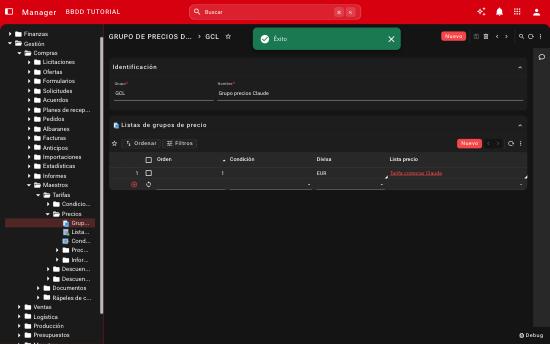 Manager BBDD TUTORIAL
Buscar
GRUPO DE PRECIOS D... > GCL
Éxito
Nuevo
Finanzas
Gestión
Compras
Licitaciones
Ofertas
Formularios
Solicitudes
Acuerdos
Planes de recep...
Pedidos
Albaranes
Facturas
Anticipos
Importaciones
Estadísticas
Informes
Maestros
Tarifas
Condicio...
Precios
Grup...
Lista...
Cond...
Proc...
Infor...
Descuen...
Descuen...
Documentos
Rápeles de c...
Ventas
Logística
Producción
Presupuestos
Identificación
Grupo* Nombre*
GCL Grupo precios Claude
Listas de grupos de precio
Ordenar Filtros Nuevo
Orden Condición Divisa Lista precio
1 1 EUR Tarifa compras Claude
Debug